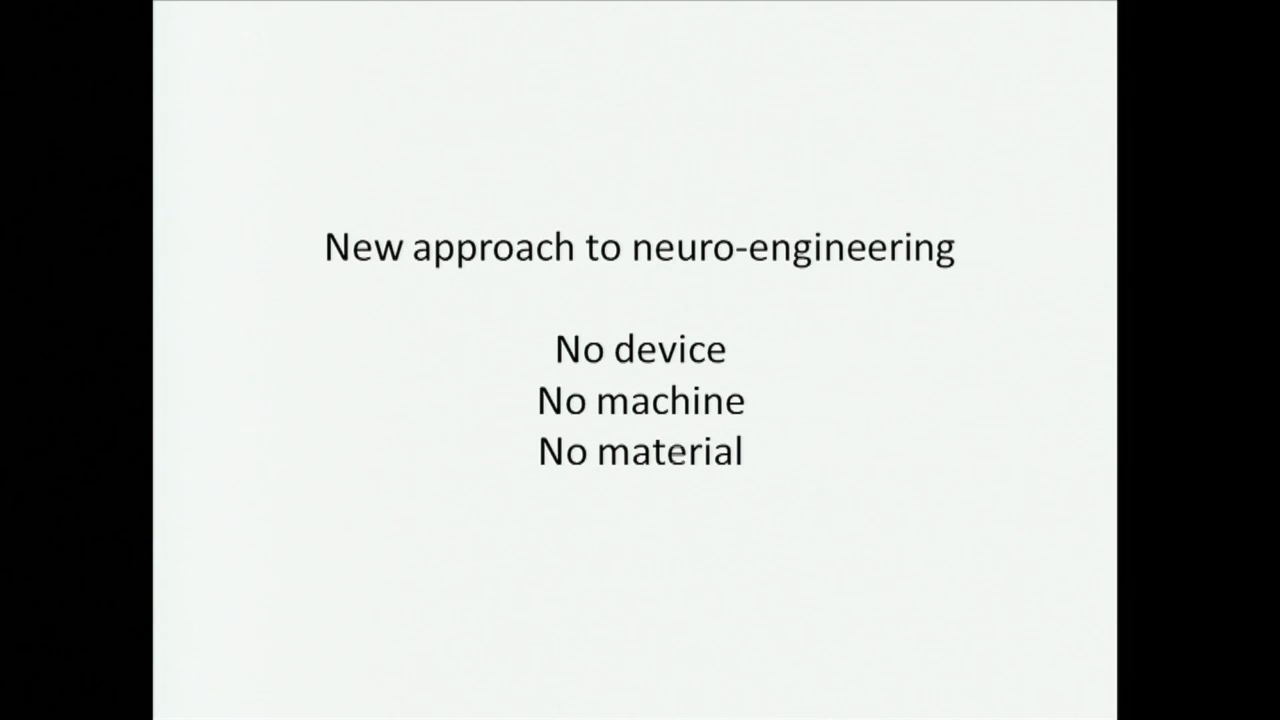 New approach to neuro-engineering
No device
No machine
No material